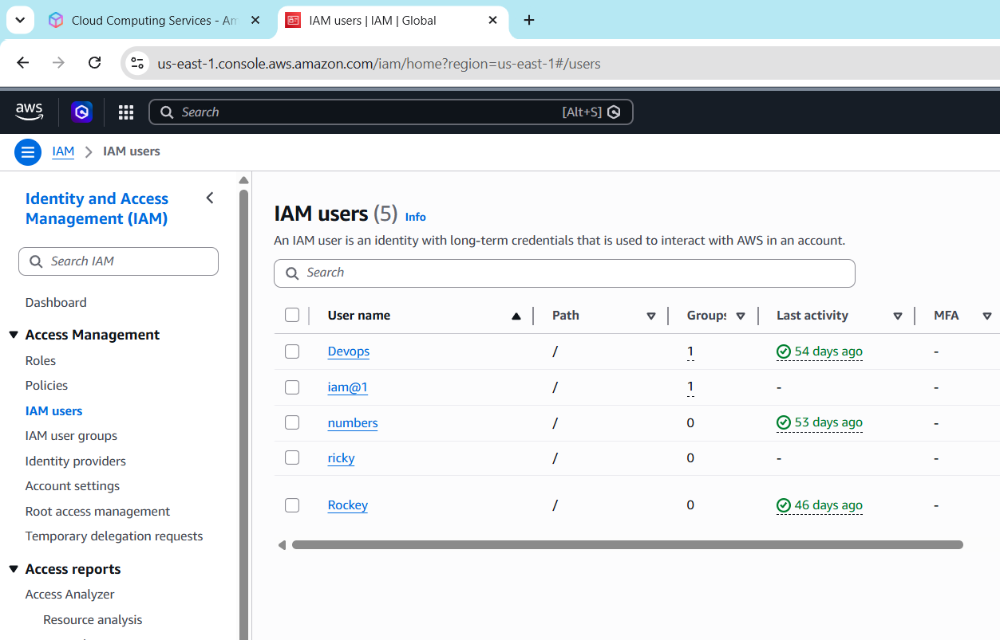 Cloud Computing Services - Am
IAM users | IAM | Global
us-east-1.console.aws.amazon.com/iam/home?region=us-east-1#/users
aws
Search [Alt+S]
IAM > IAM users
Identity and Access
Management (IAM)
Search IAM
Dashboard
Access Management
Roles
Policies
IAM users
IAM user groups
Identity providers
Account settings
Root access management
Temporary delegation requests
Access reports
Access Analyzer
Resource analysis
IAM users (5) Info
An IAM user is an identity with long-term credentials that is used to interact with AWS in an account.
Search
User name Path Groups Last activity MFA
Devops / 1 54 days ago -
iam@1 / 1 - -
numbers / 0 53 days ago -
ricky / 0 - -
Rockey / 0 46 days ago -